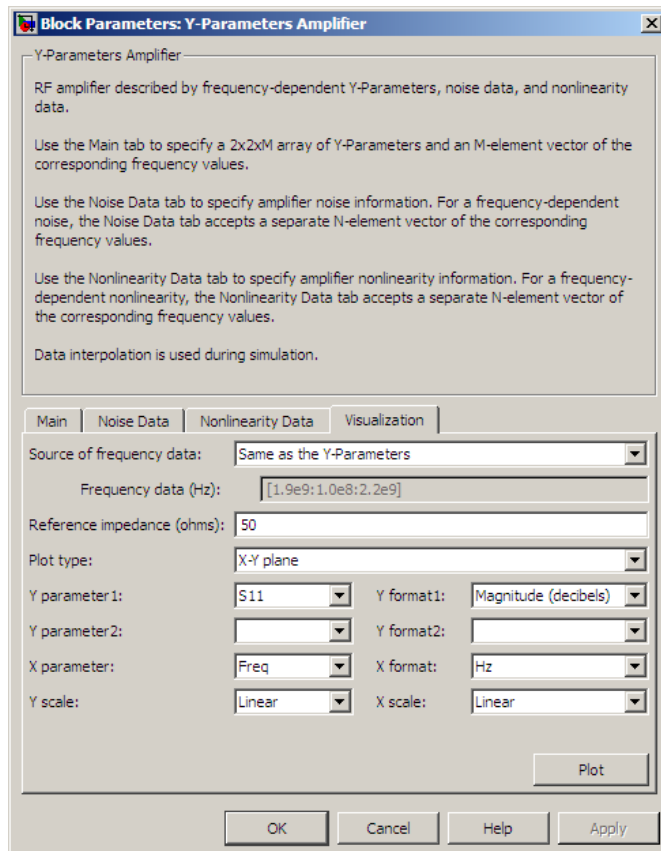 Block Parameters: Y-Parameters Amplifier
Y-Parameters Amplifier
RF amplifier described by frequency-dependent Y-Parameters, noise data, and nonlinearity
data.
Use the Main tab to specify a 2x2xM array of Y-Parameters and an M-element vector of the
corresponding frequency values.
Use the Noise Data tab to specify amplifier noise information. For a frequency-dependent
noise, the Noise Data tab accepts a separate N-element vector of the corresponding
frequency values.
Use the Nonlinearity Data tab to specify amplifier nonlinearity information. For a frequency-
dependent nonlinearity, the Nonlinearity Data tab accepts a separate N-element vector of
the corresponding frequency values.
Data interpolation is used during simulation.
Main Noise Data Nonlinearity Data Visualization
Source of frequency data: Same as the Y-Parameters
Frequency data (Hz): [1.9e9:1.0e8:2.2e9]
Reference impedance (ohms): 50
Plot type: X-Y plane
Y parameter1: S11 Y format1: Magnitude (decibels)
Y parameter2: Y format2:
X parameter: Freq X format: Hz
Y scale: Linear X scale: Linear
Plot
OK Cancel Help Apply